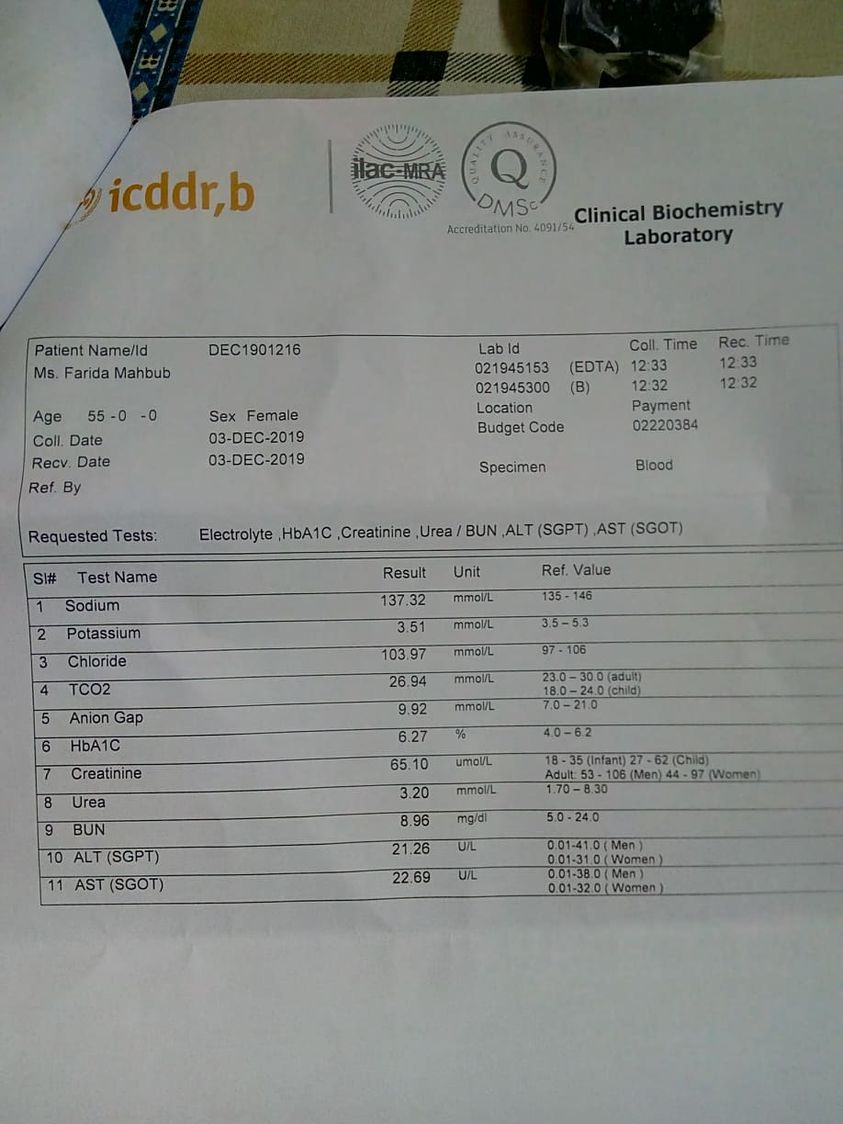 icddr,b
ilac-MRA
QUALITY ASSURANCE
Q
DMSc
Accreditation No. 4091/54
Clinical Biochemistry
Laboratory
Patient Name/Id DEC1901216 Lab Id Coll. Time Rec. Time
Ms. Farida Mahbub 021945153 (EDTA) 12:33 12:33
021945300 (B) 12:32 12:32
Age 55 -0 -0 Sex Female Location Payment
Coll. Date 03-DEC-2019 Budget Code 02220384
Recv. Date 03-DEC-2019 Specimen Blood
Ref. By
Requested Tests: Electrolyte ,HbA1C ,Creatinine ,Urea / BUN ,ALT (SGPT) ,AST (SGOT)
Sl# Test Name Result Unit Ref. Value
1 Sodium 137.32 mmol/L 135 - 146
2 Potassium 3.51 mmol/L 3.5 – 5.3
3 Chloride 103.97 mmol/L 97 - 106
4 TCO2 26.94 mmol/L 23.0 – 30.0 (adult)
18.0 – 24.0 (child)
5 Anion Gap 9.92 mmol/L 7.0 – 21.0
6 HbA1C 6.27 % 4.0 – 6.2
7 Creatinine 65.10 umol/L 18 - 35 (Infant) 27 - 62 (Child)
Adult: 53 - 106 (Men) 44 - 97 (Women)
8 Urea 3.20 mmol/L 1.70 – 8.30
9 BUN 8.96 mg/dl 5.0 - 24.0
10 ALT (SGPT) 21.26 U/L 0.01-41.0 ( Men )
0.01-31.0 ( Women )
11 AST (SGOT) 22.69 U/L 0.01-38.0 ( Men )
0.01-32.0 ( Women )